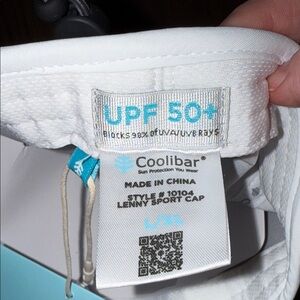 UPF 50+
Blocks 98% of UVA/UVB Rays
Coolibar®
Sun Protection You Wear®
MADE IN CHINA
STYLE # 10104
LENNY SPORT CAP
L/XL